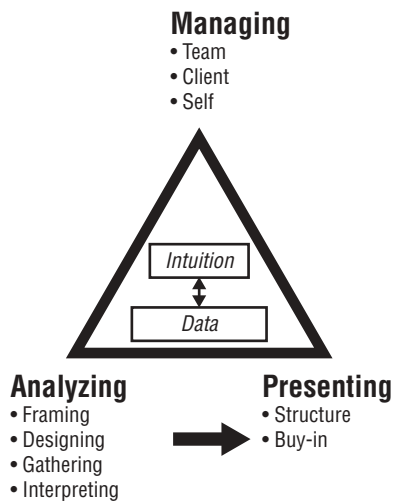 Managing
• Team
• Client
• Self
Intuition
Data
Analyzing
• Framing
• Designing
• Gathering
• Interpreting
Presenting
• Structure
• Buy-in